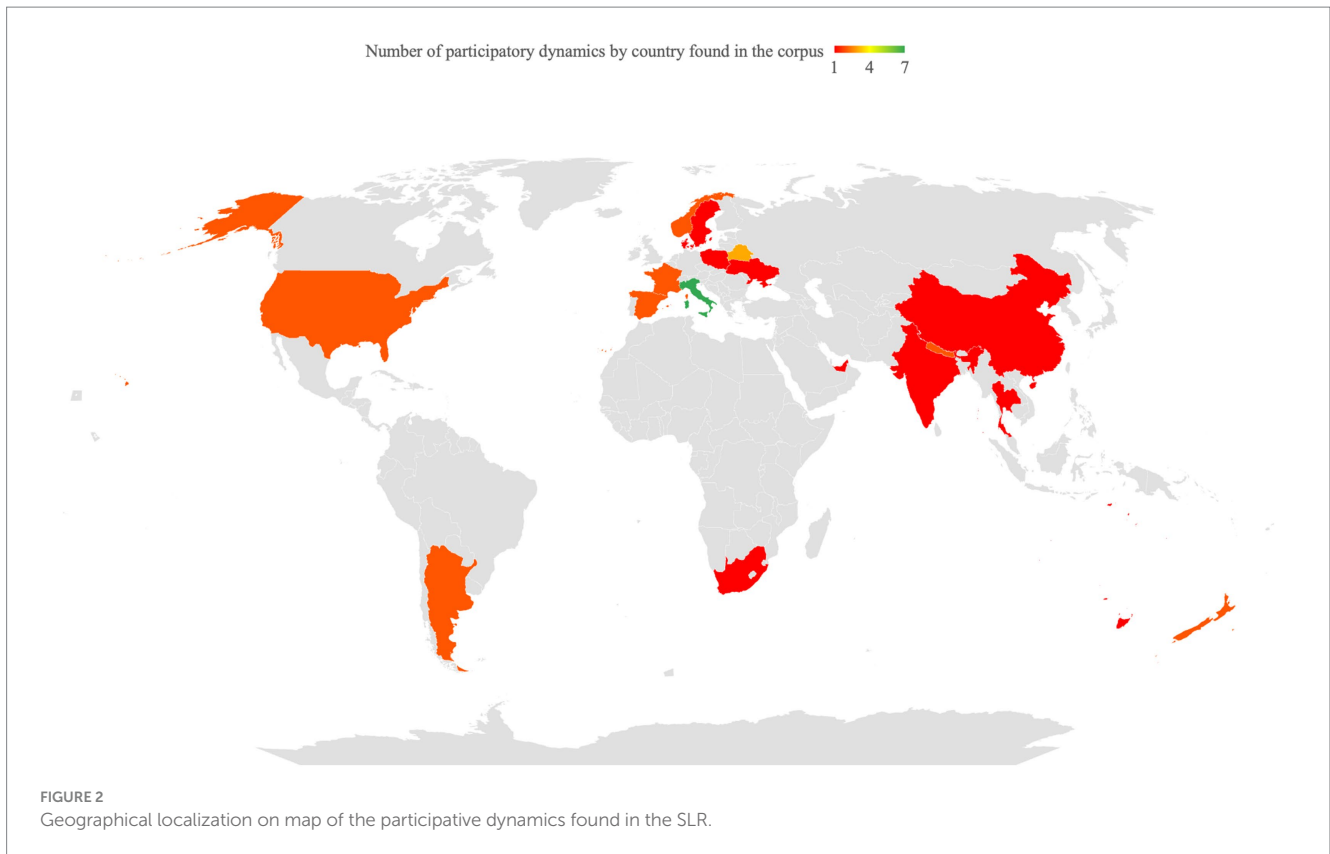 Number of participatory dynamics by country found in the corpus
1 4 7
FIGURE 2
Geographical localization on map of the participative dynamics found in the SLR.